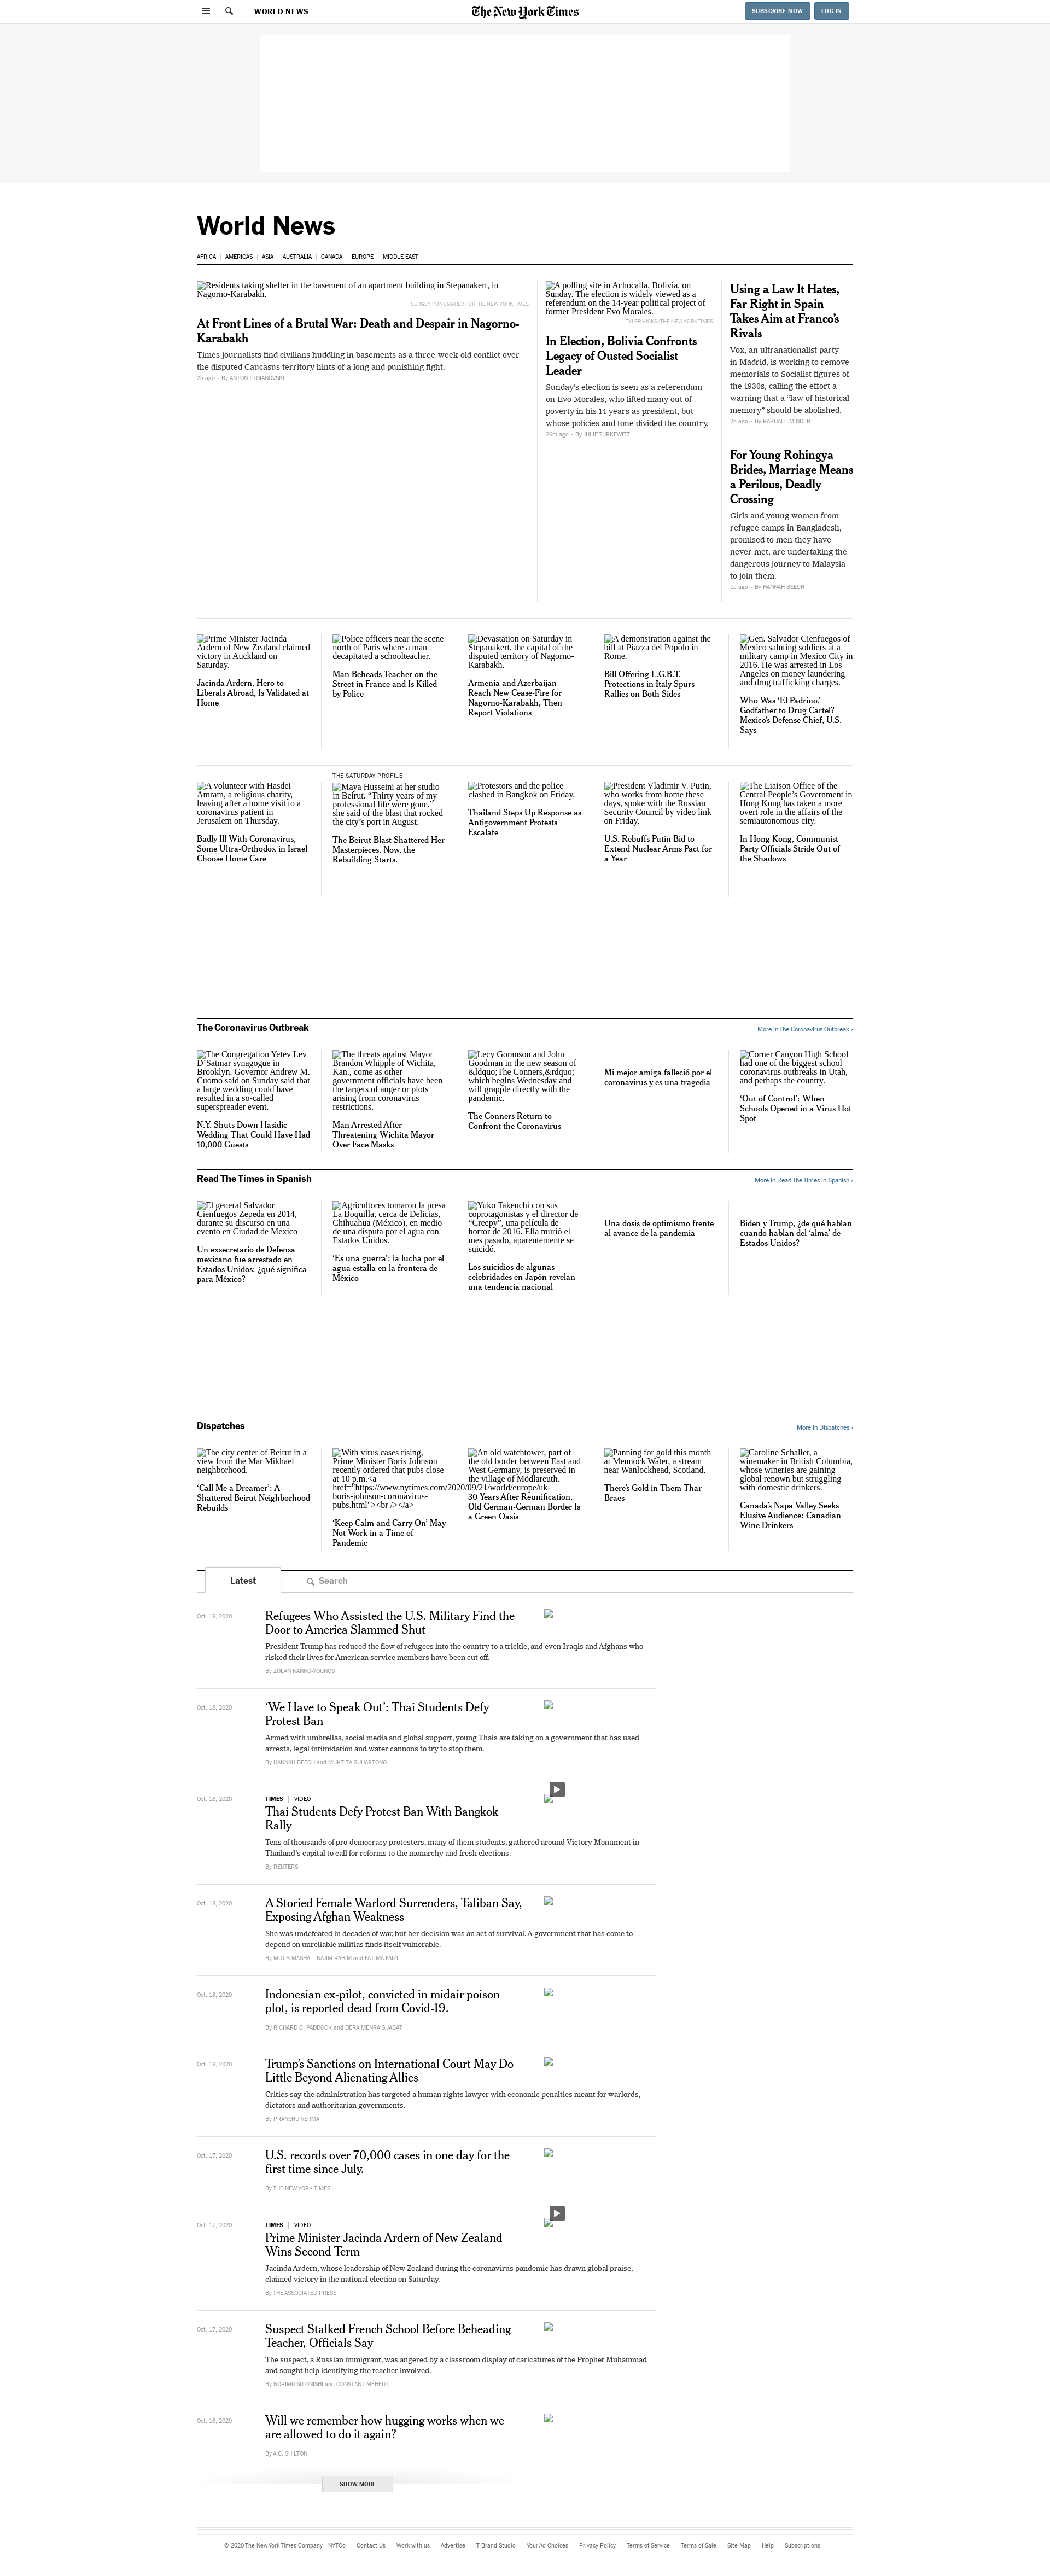 WORLD NEWS
The New York Times
SUBSCRIBE NOW
LOG IN
World News
AFRICA
AMERICAS
ASIA
AUSTRALIA
CANADA
EUROPE
MIDDLE EAST
Residents taking shelter in the basement of an apartment building in Stepanakert, in
Nagorno-Karabakh.
SERGEY PONOMAREV FOR THE NEW YORK TIMES
At Front Lines of a Brutal War: Death and Despair in Nagorno-
Karabakh
Times journalists find civilians huddling in basements as a three-week-old conflict over
the disputed Caucasus territory hints of a long and punishing fight.
2h ago · By ANTON TROIANOVSKI
A polling site in Achocalla, Bolivia, on
Sunday. The election is widely viewed as a
referendum on the 14-year political project of
former President Evo Morales.
TYLER HICKS/THE NEW YORK TIMES
In Election, Bolivia Confronts
Legacy of Ousted Socialist
Leader
Sunday’s election is seen as a referendum
on Evo Morales, who lifted many out of
poverty in his 14 years as president, but
whose policies and tone divided the country.
26m ago · By JULIE TURKEWITZ
Using a Law It Hates,
Far Right in Spain
Takes Aim at Franco’s
Rivals
Vox, an ultranationalist party
in Madrid, is working to remove
memorials to Socialist figures of
the 1930s, calling the effort a
warning that a “law of historical
memory” should be abolished.
2h ago · By RAPHAEL MINDER
For Young Rohingya
Brides, Marriage Means
a Perilous, Deadly
Crossing
Girls and young women from
refugee camps in Bangladesh,
promised to men they have
never met, are undertaking the
dangerous journey to Malaysia
to join them.
1d ago · By HANNAH BEECH
Prime Minister Jacinda
Ardern of New Zealand claimed
victory in Auckland on
Saturday.
Jacinda Ardern, Hero to
Liberals Abroad, Is Validated at
Home
Police officers near the scene
north of Paris where a man
decapitated a schoolteacher.
Man Beheads Teacher on the
Street in France and Is Killed
by Police
Devastation on Saturday in
Stepanakert, the capital of the
disputed territory of Nagorno-
Karabakh.
Armenia and Azerbaijan
Reach New Cease-Fire for
Nagorno-Karabakh, Then
Report Violations
A demonstration against the
bill at Piazza del Popolo in
Rome.
Bill Offering L.G.B.T.
Protections in Italy Spurs
Rallies on Both Sides
Gen. Salvador Cienfuegos of
Mexico saluting soldiers at a
military camp in Mexico City in
2016. He was arrested in Los
Angeles on money laundering
and drug trafficking charges.
Who Was ‘El Padrino,’
Godfather to Drug Cartel?
Mexico’s Defense Chief, U.S.
Says
A volunteer with Hasdei
Amram, a religious charity,
leaving after a home visit to a
coronavirus patient in
Jerusalem on Thursday.
Badly Ill With Coronavirus,
Some Ultra-Orthodox in Israel
Choose Home Care
THE SATURDAY PROFILE
Maya Husseini at her studio
in Beirut. “Thirty years of my
professional life were gone,”
she said of the blast that rocked
the city’s port in August.
The Beirut Blast Shattered Her
Masterpieces. Now, the
Rebuilding Starts.
Protestors and the police
clashed in Bangkok on Friday.
Thailand Steps Up Response as
Antigovernment Protests
Escalate
President Vladimir V. Putin,
who works from home these
days, spoke with the Russian
Security Council by video link
on Friday.
U.S. Rebuffs Putin Bid to
Extend Nuclear Arms Pact for
a Year
The Liaison Office of the
Central People’s Government in
Hong Kong has taken a more
overt role in the affairs of the
semiautonomous city.
In Hong Kong, Communist
Party Officials Stride Out of
the Shadows
The Coronavirus Outbreak
More in The Coronavirus Outbreak ›
The Congregation Yetev Lev
D’Satmar synagogue in
Brooklyn. Governor Andrew M.
Cuomo said on Sunday said that
a large wedding could have
resulted in a so-called
superspreader event.
N.Y. Shuts Down Hasidic
Wedding That Could Have Had
10,000 Guests
The threats against Mayor
Brandon Whipple of Wichita,
Kan., come as other
government officials have been
the targets of anger or plots
arising from coronavirus
restrictions.
Man Arrested After
Threatening Wichita Mayor
Over Face Masks
Lecy Goranson and John
Goodman in the new season of
&ldquo;The Conners,&rdquo;
which begins Wednesday and
will grapple directly with the
pandemic.
The Conners Return to
Confront the Coronavirus
Mi mejor amiga falleció por el
coronavirus y es una tragedia
Corner Canyon High School
had one of the biggest school
coronavirus outbreaks in Utah,
and perhaps the country.
‘Out of Control’: When
Schools Opened in a Virus Hot
Spot
Read The Times in Spanish
More in Read The Times in Spanish ›
El general Salvador
Cienfuegos Zepeda en 2014,
durante su discurso en una
evento en Ciudad de México
Un exsecretario de Defensa
mexicano fue arrestado en
Estados Unidos: ¿qué significa
para México?
Agricultores tomaron la presa
La Boquilla, cerca de Delicias,
Chihuahua (México), en medio
de una disputa por el agua con
Estados Unidos.
‘Es una guerra’: la lucha por el
agua estalla en la frontera de
México
Yuko Takeuchi con sus
coprotagonistas y el director de
“Creepy”, una película de
horror de 2016. Ella murió el
mes pasado, aparentemente se
suicidó.
Los suicidios de algunas
celebridades en Japón revelan
una tendencia nacional
Una dosis de optimismo frente
al avance de la pandemia
Biden y Trump, ¿de qué hablan
cuando hablan del ‘alma’ de
Estados Unidos?
Dispatches
More in Dispatches ›
The city center of Beirut in a
view from the Mar Mikhael
neighborhood.
‘Call Me a Dreamer’: A
Shattered Beirut Neighborhood
Rebuilds
With virus cases rising,
Prime Minister Boris Johnson
recently ordered that pubs close
at 10 p.m.<a
href="https://www.nytimes.com/2020/09/21/world/europe/uk-
boris-johnson-coronavirus-
pubs.html"><br /></a>
‘Keep Calm and Carry On’ May
Not Work in a Time of
Pandemic
An old watchtower, part of
the old border between East and
West Germany, is preserved in
the village of Mödlareuth.
30 Years After Reunification,
Old German-German Border Is
a Green Oasis
Panning for gold this month
at Mennock Water, a stream
near Wanlockhead, Scotland.
There’s Gold in Them Thar
Braes
Caroline Schaller, a
winemaker in British Columbia,
whose wineries are gaining
global renown but struggling
with domestic drinkers.
Canada’s Napa Valley Seeks
Elusive Audience: Canadian
Wine Drinkers
Latest
Search
Oct. 18, 2020
Refugees Who Assisted the U.S. Military Find the
Door to America Slammed Shut
President Trump has reduced the flow of refugees into the country to a trickle, and even Iraqis and Afghans who
risked their lives for American service members have been cut off.
By ZOLAN KANNO-YOUNGS
Oct. 18, 2020
‘We Have to Speak Out’: Thai Students Defy
Protest Ban
Armed with umbrellas, social media and global support, young Thais are taking on a government that has used
arrests, legal intimidation and water cannons to try to stop them.
By HANNAH BEECH and MUKTITA SUHARTONO
Oct. 18, 2020
TIMES | VIDEO
Thai Students Defy Protest Ban With Bangkok
Rally
Tens of thousands of pro-democracy protesters, many of them students, gathered around Victory Monument in
Thailand’s capital to call for reforms to the monarchy and fresh elections.
By REUTERS
Oct. 18, 2020
A Storied Female Warlord Surrenders, Taliban Say,
Exposing Afghan Weakness
She was undefeated in decades of war, but her decision was an act of survival. A government that has come to
depend on unreliable militias finds itself vulnerable.
By MUJIB MASHAL, NAJIM RAHIM and FATIMA FAIZI
Oct. 18, 2020
Indonesian ex-pilot, convicted in midair poison
plot, is reported dead from Covid-19.
By RICHARD C. PADDOCK and DERA MENRA SIJABAT
Oct. 18, 2020
Trump’s Sanctions on International Court May Do
Little Beyond Alienating Allies
Critics say the administration has targeted a human rights lawyer with economic penalties meant for warlords,
dictators and authoritarian governments.
By PRANSHU VERMA
Oct. 17, 2020
U.S. records over 70,000 cases in one day for the
first time since July.
By THE NEW YORK TIMES
Oct. 17, 2020
TIMES | VIDEO
Prime Minister Jacinda Ardern of New Zealand
Wins Second Term
Jacinda Ardern, whose leadership of New Zealand during the coronavirus pandemic has drawn global praise,
claimed victory in the national election on Saturday.
By THE ASSOCIATED PRESS
Oct. 17, 2020
Suspect Stalked French School Before Beheading
Teacher, Officials Say
The suspect, a Russian immigrant, was angered by a classroom display of caricatures of the Prophet Muhammad
and sought help identifying the teacher involved.
By NORIMITSU ONISHI and CONSTANT MÉHEUT
Oct. 16, 2020
Will we remember how hugging works when we
are allowed to do it again?
By A.C. SHILTON
SHOW MORE
© 2020 The New York Times Company
NYTCo
Contact Us
Work with us
Advertise
T Brand Studio
Your Ad Choices
Privacy Policy
Terms of Service
Terms of Sale
Site Map
Help
Subscriptions